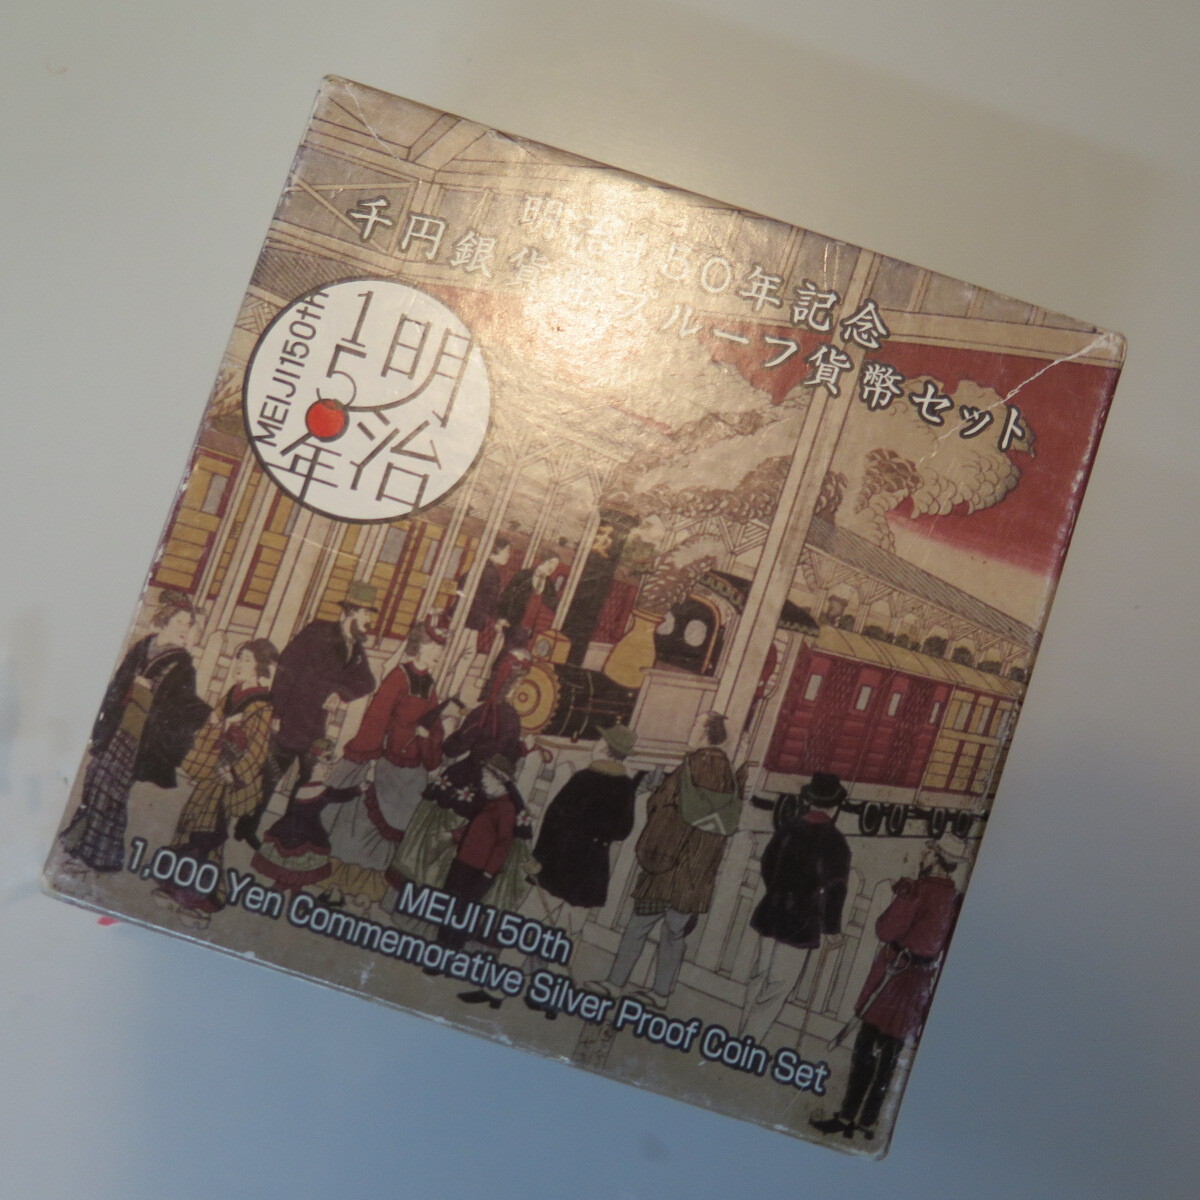 明治150年記念
千円銀貨幣プルーフ貨幣セット
明治
150年
MEIJI150th
MEIJI150th
1,000 Yen Commemorative Silver Proof Coin Set